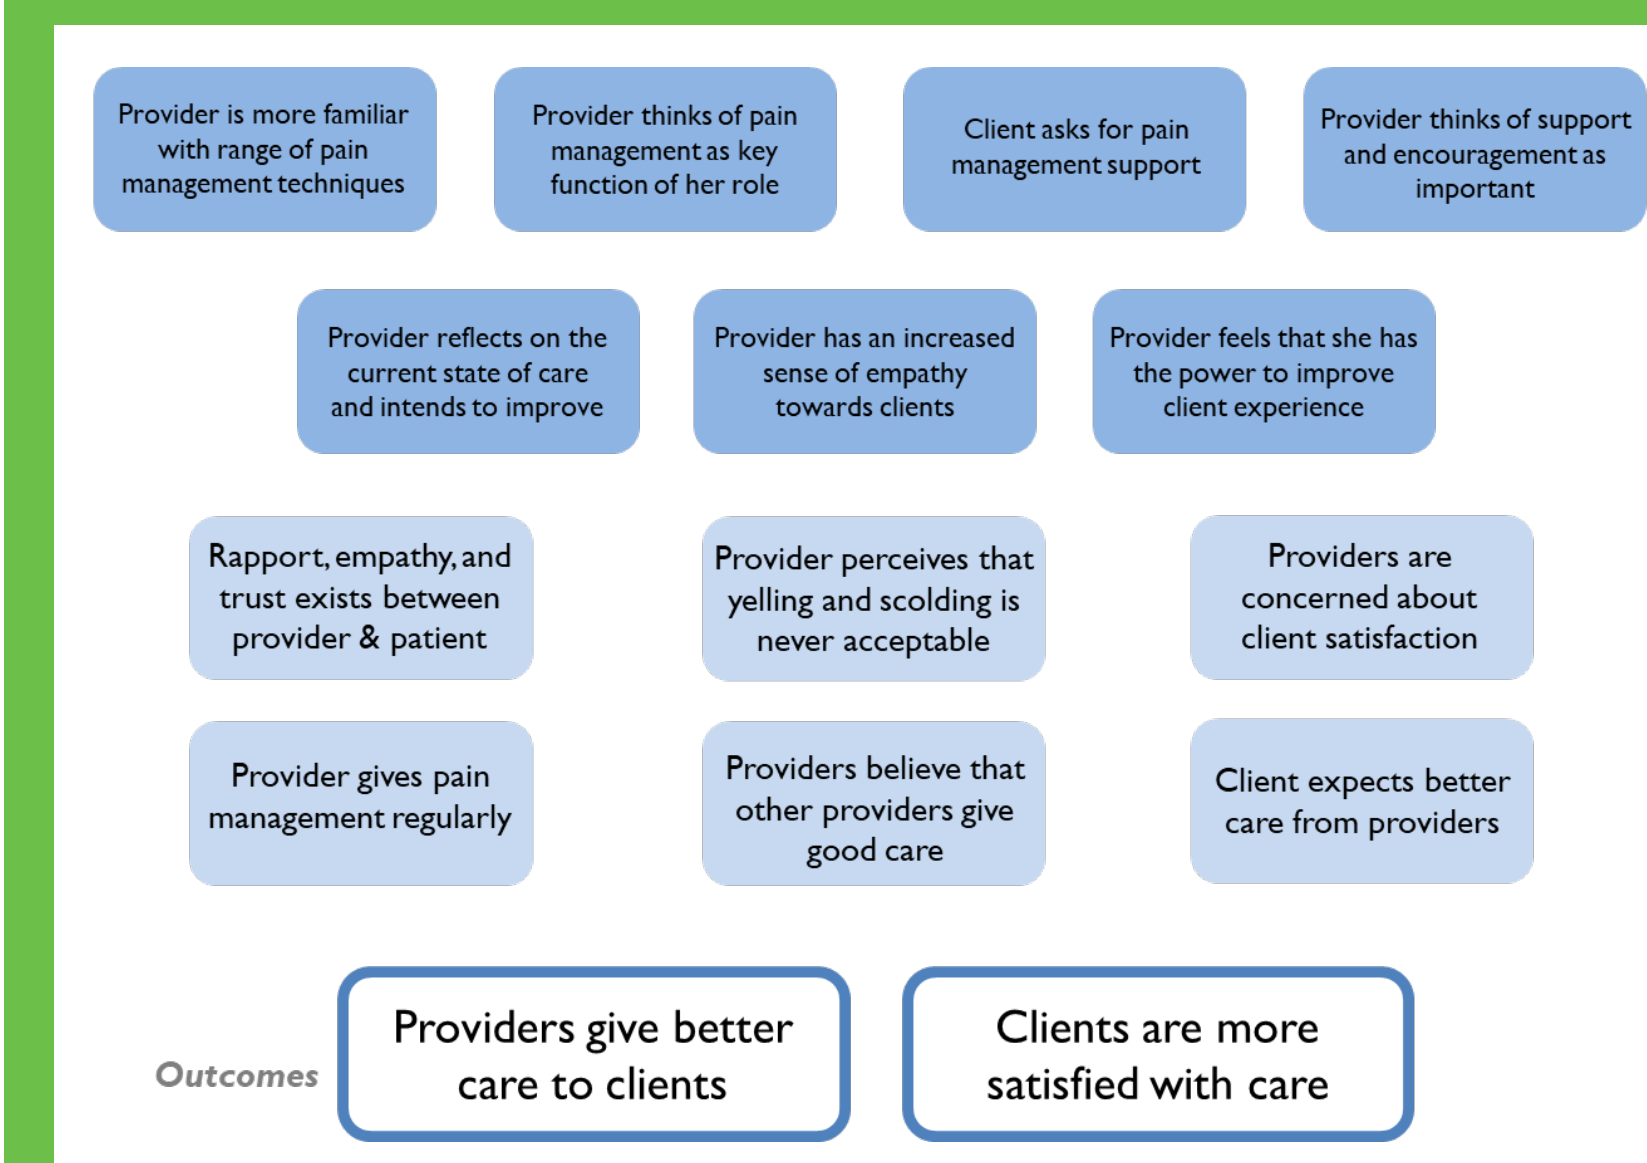 Provider is more familiar
with range of pain
management techniques
Provider thinks of pain
management as key
function of her role
Client asks for pain
management support
Provider thinks of support
and encouragement as
important
Provider reflects on the
current state of care
and intends to improve
Provider has an increased
sense of empathy
towards clients
Provider feels that she has
the power to improve
client experience
Rapport, empathy, and
trust exists between
provider & patient
Provider perceives that
yelling and scolding is
never acceptable
Providers are
concerned about
client satisfaction
Provider gives pain
management regularly
Providers believe that
other providers give
good care
Client expects better
care from providers
Outcomes
Providers give better
care to clients
Clients are more
satisfied with care